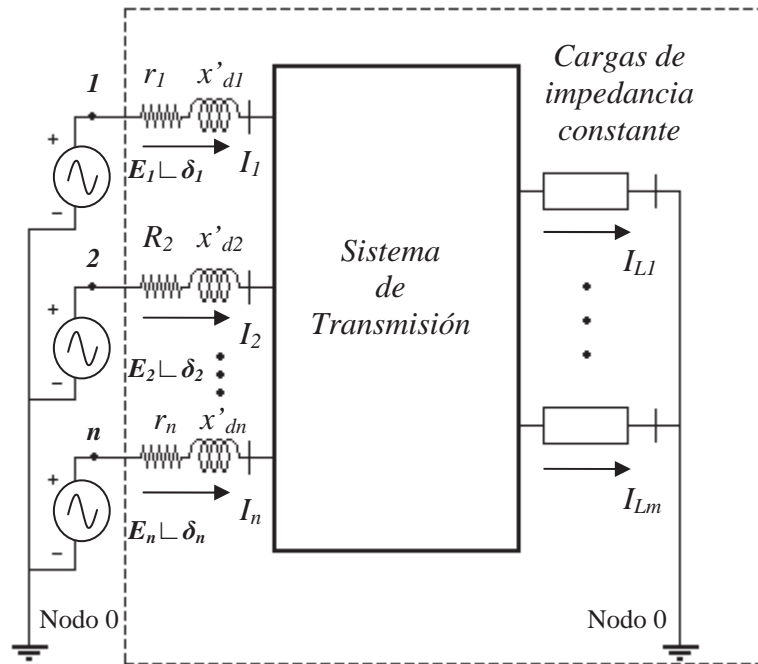 1
r1
x'd1
+
−
E1∟δ1
I1
2
R2
x'd2
+
−
E2∟δ2
I2
n
rn
x'dn
+
−
En∟δn
In
Nodo 0
Sistema
de
Transmisión
Cargas de
impedancia
constante
IL1
ILm
Nodo 0